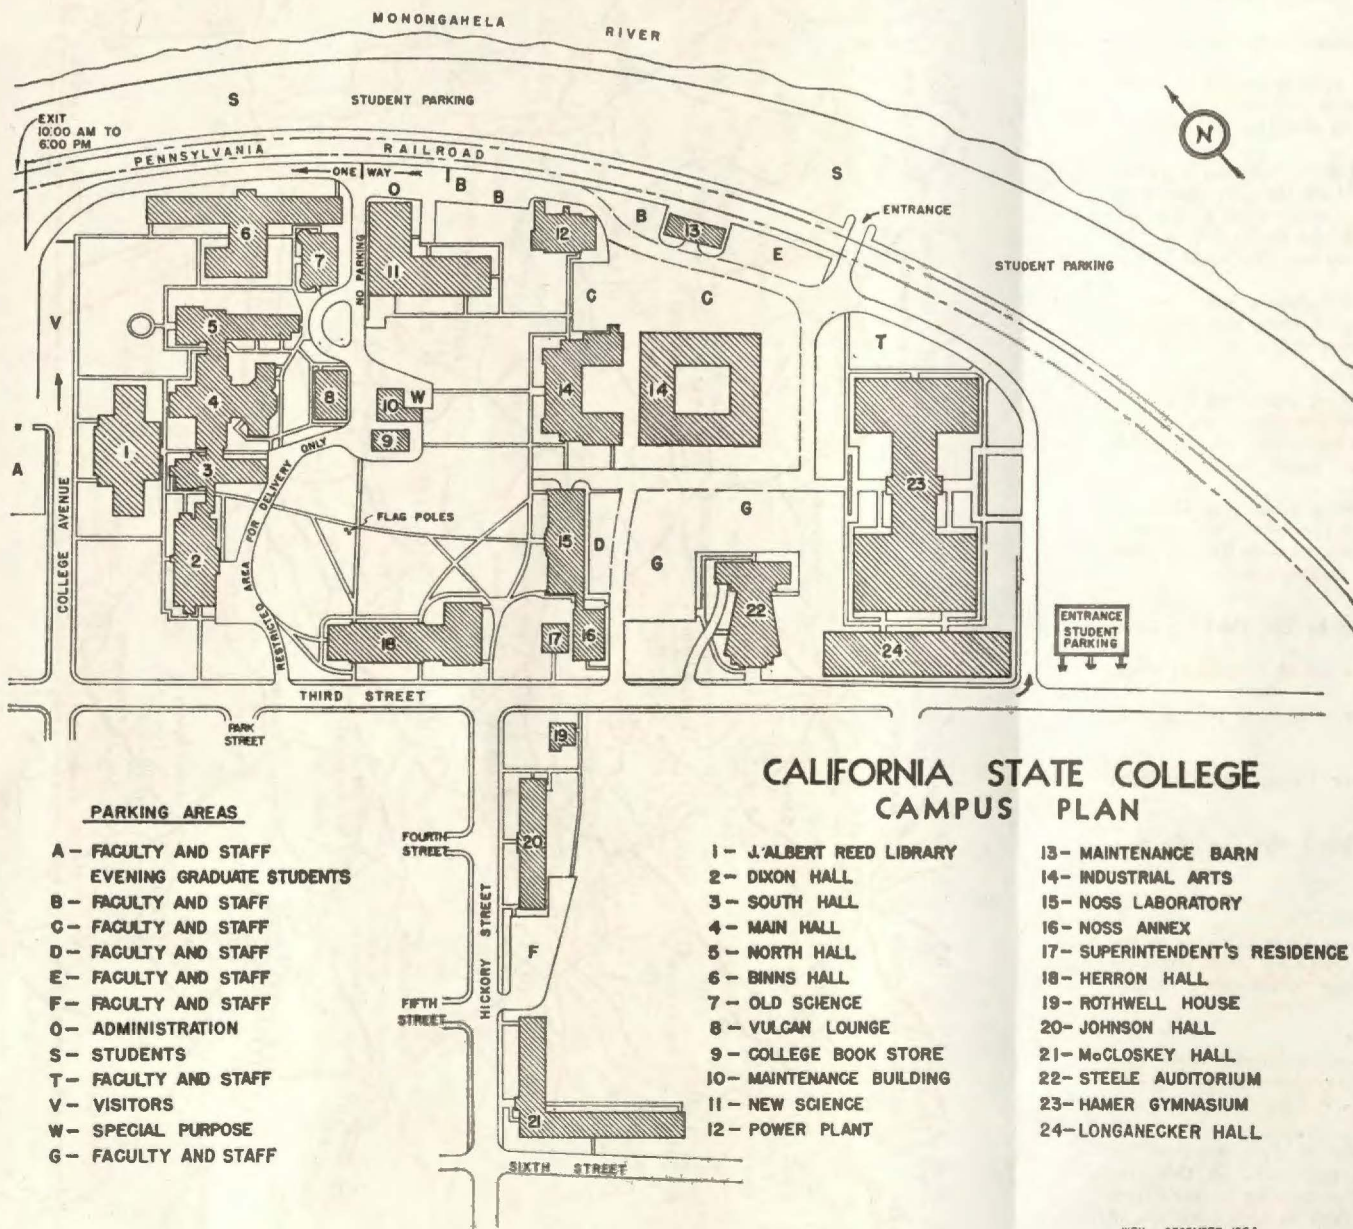 MONONGAHELA RIVER
S STUDENT PARKING
EXIT
10:00 AM TO
6:00 PM
PENNSYLVANIA RAILROAD
N
ONE WAY
O
B
B
S
B
13
ENTRANCE
6
7
NO PARKING
11
12
E
STUDENT PARKING
V
5
C
C
T
4
8
10
W
14
14
A
1
3
9
23
COLLEGE AVENUE
RESTRICTED AREA FOR DELIVERY ONLY
FLAG POLES
2
15
D
G
G
22
18
17
16
24
ENTRANCE
STUDENT
PARKING
THIRD STREET
PARK
STREET
19
FOURTH
STREET
20
HICKORY STREET
F
FIFTH
STREET
21
SIXTH STREET
PARKING AREAS
A - FACULTY AND STAFF
EVENING GRADUATE STUDENTS
B - FACULTY AND STAFF
C - FACULTY AND STAFF
D - FACULTY AND STAFF
E - FACULTY AND STAFF
F - FACULTY AND STAFF
O - ADMINISTRATION
S - STUDENTS
T - FACULTY AND STAFF
V - VISITORS
W - SPECIAL PURPOSE
G - FACULTY AND STAFF
CALIFORNIA STATE COLLEGE
CAMPUS PLAN
1 - J. ALBERT REED LIBRARY
2 - DIXON HALL
3 - SOUTH HALL
4 - MAIN HALL
5 - NORTH HALL
6 - BINNS HALL
7 - OLD SCIENCE
8 - VULCAN LOUNGE
9 - COLLEGE BOOK STORE
10 - MAINTENANCE BUILDING
11 - NEW SCIENCE
12 - POWER PLANT
13 - MAINTENANCE BARN
14 - INDUSTRIAL ARTS
15 - NOSS LABORATORY
16 - NOSS ANNEX
17 - SUPERINTENDENT'S RESIDENCE
18 - HERRON HALL
19 - ROTHWELL HOUSE
20 - JOHNSON HALL
21 - McCLOSKEY HALL
22 - STEELE AUDITORIUM
23 - HAMER GYMNASIUM
24 - LONGANECKER HALL